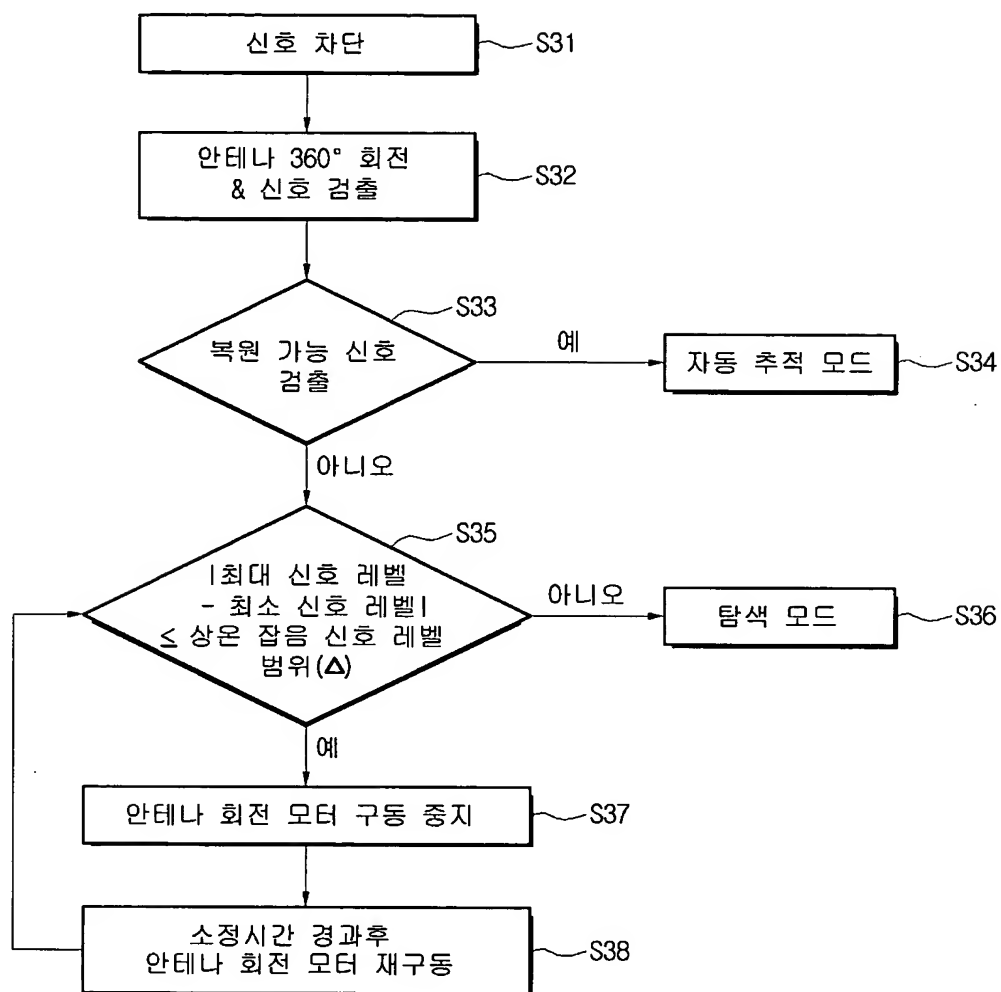 신호 차단
S31
안테나 360° 회전
& 신호 검출
S32
S33
복원 가능 신호
검출
예
자동 추적 모드
S34
아니오
S35
|최대 신호 레벨
- 최소 신호 레벨|
≤ 상온 잡음 신호 레벨
범위(Δ)
아니오
탐색 모드
S36
예
안테나 회전 모터 구동 중지
S37
소정시간 경과후
안테나 회전 모터 재구동
S38